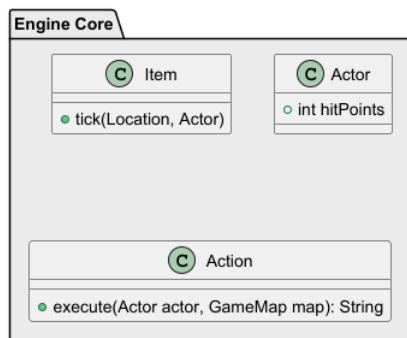 Engine Core
C Item
tick(Location, Actor)
C Actor
int hitPoints
C Action
execute(Actor actor, GameMap map): String